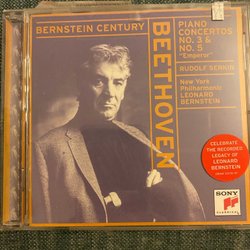 BERNSTEIN CENTURY
BEETHOVEN
PIANO
CONCERTOS
NO. 3 &
NO. 5
"Emperor"
RUDOLF SERKIN
New York
Philharmonic
LEONARD
BERNSTEIN
CELEBRATE
THE RECORDED
LEGACY OF
LEONARD
BERNSTEIN
SONY
CLASSICAL